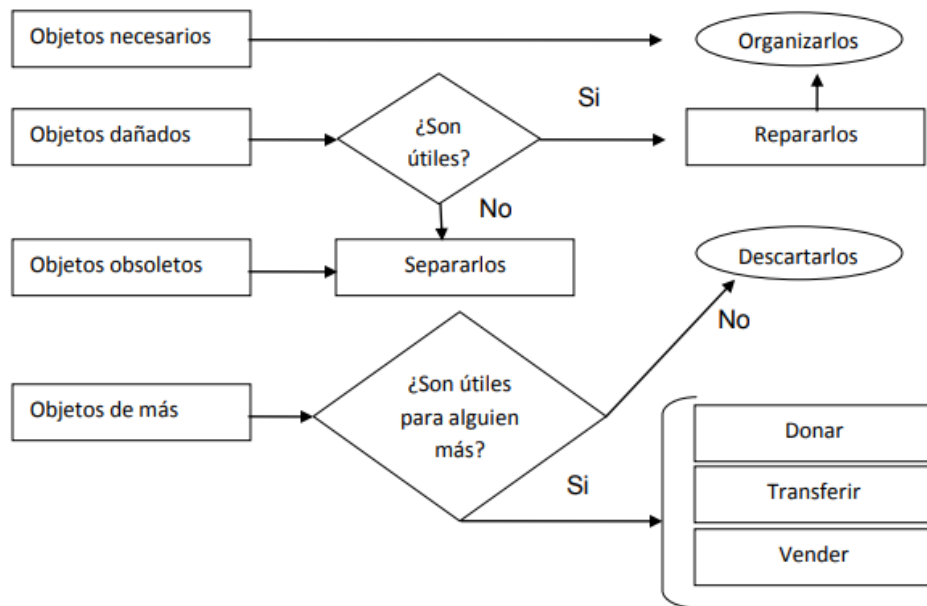 Objetos necesarios
Organizarlos
Objetos dañados
¿Son
útiles?
Si
Repararlos
No
Objetos obsoletos
Separarlos
Descartarlos
No
Objetos de más
¿Son útiles
para alguien
más?
Si
Donar
Transferir
Vender